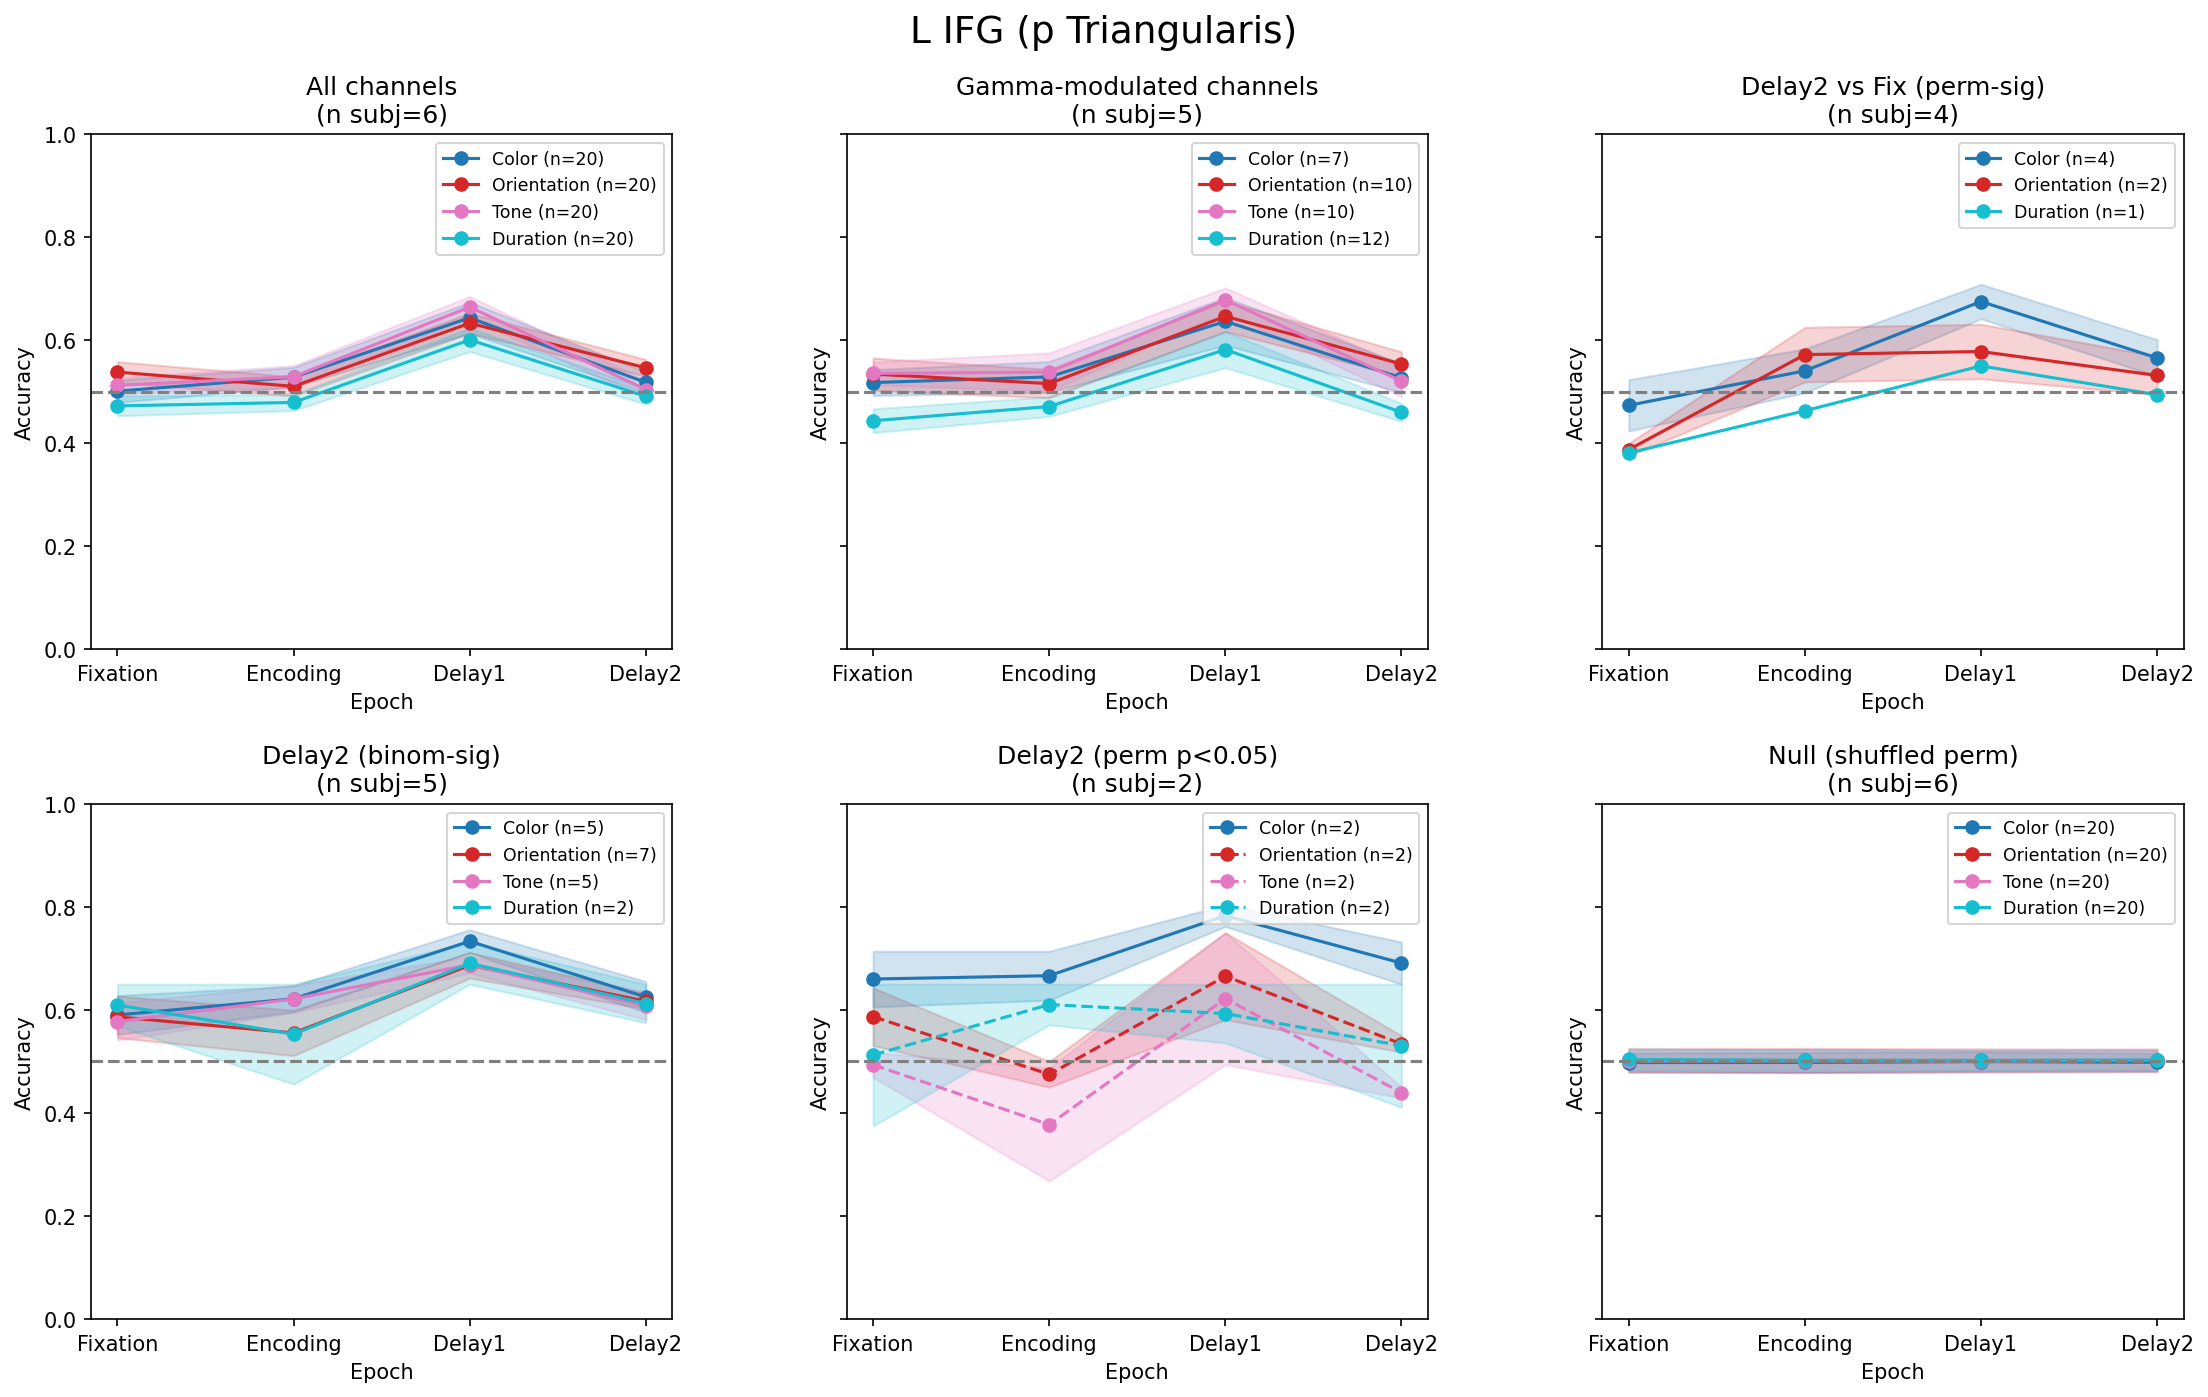 L IFG (p Triangularis)
All channels
(n subj=6)
Color (n=20)
Orientation (n=20)
Tone (n=20)
Duration (n=20)
1.0
0.8
0.6
0.4
0.2
0.0
Accuracy
Fixation Encoding Delay1 Delay2
Epoch
Gamma-modulated channels
(n subj=5)
Color (n=7)
Orientation (n=10)
Tone (n=10)
Duration (n=12)
Accuracy
Fixation Encoding Delay1 Delay2
Epoch
Delay2 vs Fix (perm-sig)
(n subj=4)
Color (n=4)
Orientation (n=2)
Duration (n=1)
Accuracy
Fixation Encoding Delay1 Delay2
Epoch
Delay2 (binom-sig)
(n subj=5)
Color (n=5)
Orientation (n=7)
Tone (n=5)
Duration (n=2)
1.0
0.8
0.6
0.4
0.2
0.0
Accuracy
Fixation Encoding Delay1 Delay2
Epoch
Delay2 (perm p<0.05)
(n subj=2)
Color (n=2)
Orientation (n=2)
Tone (n=2)
Duration (n=2)
Accuracy
Fixation Encoding Delay1 Delay2
Epoch
Null (shuffled perm)
(n subj=6)
Color (n=20)
Orientation (n=20)
Tone (n=20)
Duration (n=20)
Accuracy
Fixation Encoding Delay1 Delay2
Epoch